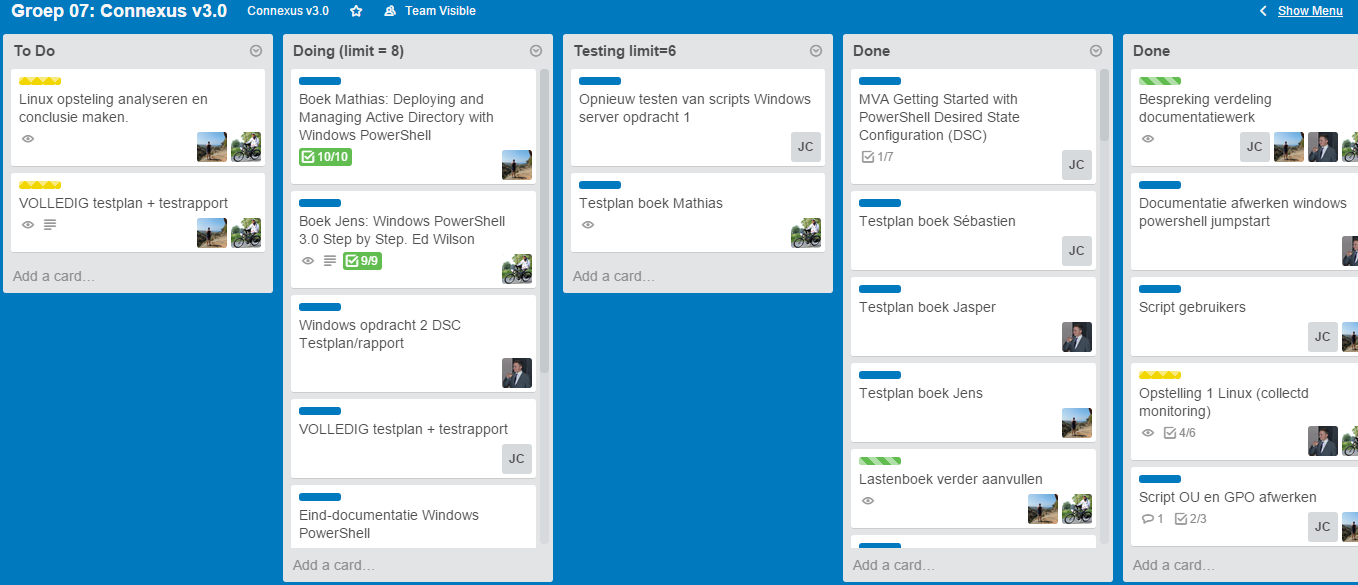 Groep 07: Connexus v3.0 Connexus v3.0 Team Visible Show Menu
To Do
Linux opsteling analyseren en
conclusie maken.
VOLLEDIG testplan + testrapport
Add a card…
Doing (limit = 8)
Boek Mathias: Deploying and
Managing Active Directory with
Windows PowerShell
10/10
Boek Jens: Windows PowerShell
3.0 Step by Step. Ed Wilson
9/9
Windows opdracht 2 DSC
Testplan/rapport
VOLLEDIG testplan + testrapport
JC
Eind-documentatie Windows
PowerShell
Add a card…
Testing limit=6
Opnieuw testen van scripts Windows
server opdracht 1
JC
Testplan boek Mathias
Add a card…
Done
MVA Getting Started with
PowerShell Desired State
Configuration (DSC)
1/7
JC
Testplan boek Sébastien
JC
Testplan boek Jasper
Testplan boek Jens
Lastenboek verder aanvullen
Add a card…
Done
Bespreking verdeling
documentatiewerk
JC
Documentatie afwerken windows
powershell jumpstart
Script gebruikers
JC
Opstelling 1 Linux (collectd
monitoring)
4/6
Script OU en GPO afwerken
1 2/3
JC
Add a card…